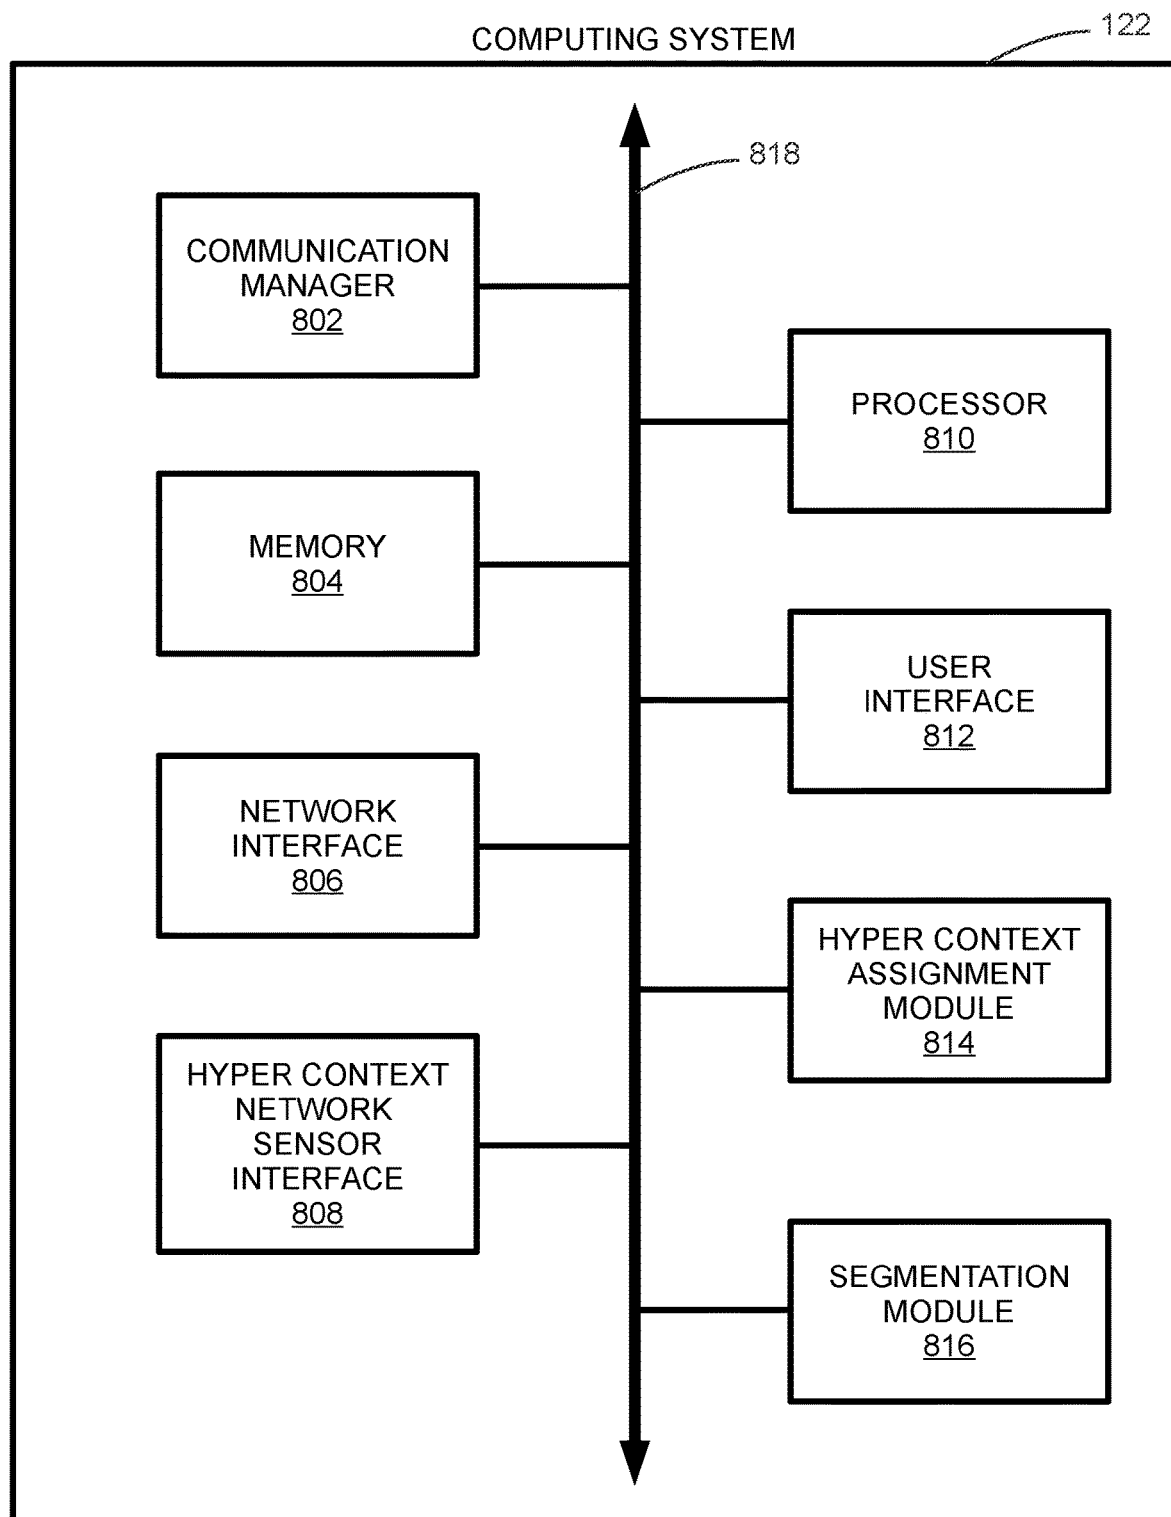 COMPUTING SYSTEM
122
818
COMMUNICATION
MANAGER
802
PROCESSOR
810
MEMORY
804
USER
INTERFACE
812
NETWORK
INTERFACE
806
HYPER CONTEXT
ASSIGNMENT
MODULE
814
HYPER CONTEXT
NETWORK
SENSOR
INTERFACE
808
SEGMENTATION
MODULE
816